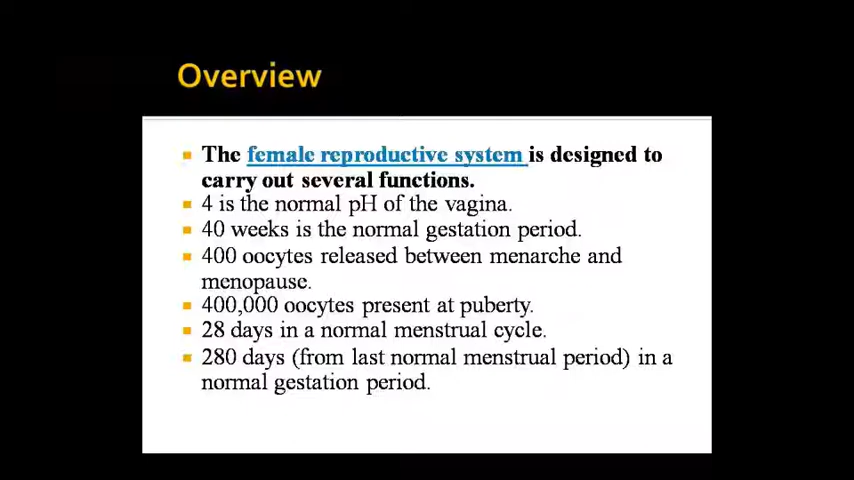 Overview
The female reproductive system is designed to
carry out several functions.
4 is the normal pH of the vagina.
40 weeks is the normal gestation period.
400 oocytes released between menarche and
menopause.
400,000 oocytes present at puberty.
28 days in a normal menstrual cycle.
280 days (from last normal menstrual period) in a
normal gestation period.